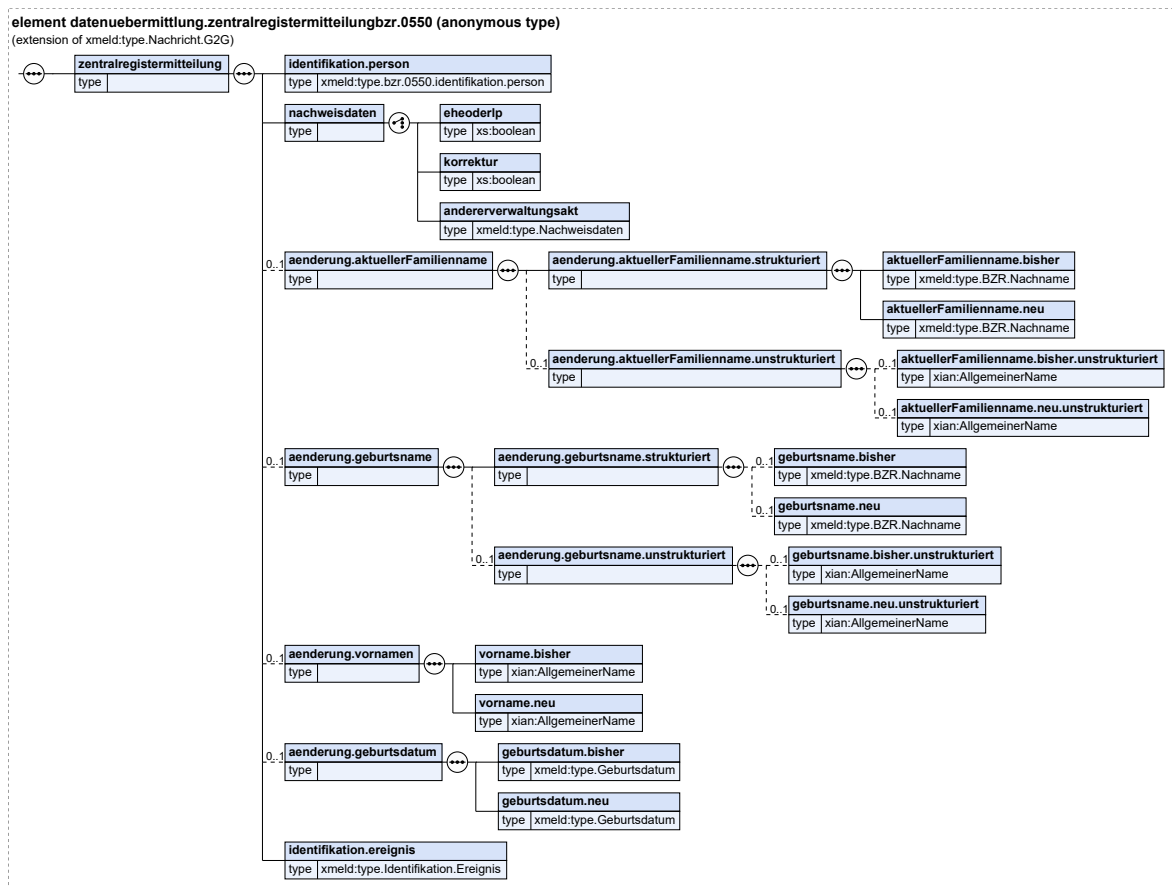 element datenuebermittlung.zentralregistermitteilungbzr.0550 (anonymous type)
(extension of xmeld:type.Nachricht.G2G)
zentralregistermitteilung
type
identifikation.person
type xmeld:type.bzr.0550.identifikation.person
nachweisdaten
type
eheoderlp
type xs:boolean
korrektur
type xs:boolean
andererverwaltungsakt
type xmeld:type.Nachweisdaten
0..1
aenderung.aktuellerFamilienname
type
aenderung.aktuellerFamilienname.strukturiert
type
aktuellerFamilienname.bisher
type xmeld:type.BZR.Nachname
aktuellerFamilienname.neu
type xmeld:type.BZR.Nachname
0..1
aenderung.aktuellerFamilienname.unstrukturiert
type
0..1
aktuellerFamilienname.bisher.unstrukturiert
type xian:AllgemeinerName
0..1
aktuellerFamilienname.neu.unstrukturiert
type xian:AllgemeinerName
0..1
aenderung.geburtsname
type
aenderung.geburtsname.strukturiert
type
0..1
geburtsname.bisher
type xmeld:type.BZR.Nachname
0..1
geburtsname.neu
type xmeld:type.BZR.Nachname
0..1
aenderung.geburtsname.unstrukturiert
type
0..1
geburtsname.bisher.unstrukturiert
type xian:AllgemeinerName
0..1
geburtsname.neu.unstrukturiert
type xian:AllgemeinerName
0..1
aenderung.vornamen
type
vorname.bisher
type xian:AllgemeinerName
vorname.neu
type xian:AllgemeinerName
0..1
aenderung.geburtsdatum
type
geburtsdatum.bisher
type xmeld:type.Geburtsdatum
geburtsdatum.neu
type xmeld:type.Geburtsdatum
identifikation.ereignis
type xmeld:type.Identifikation.Ereignis